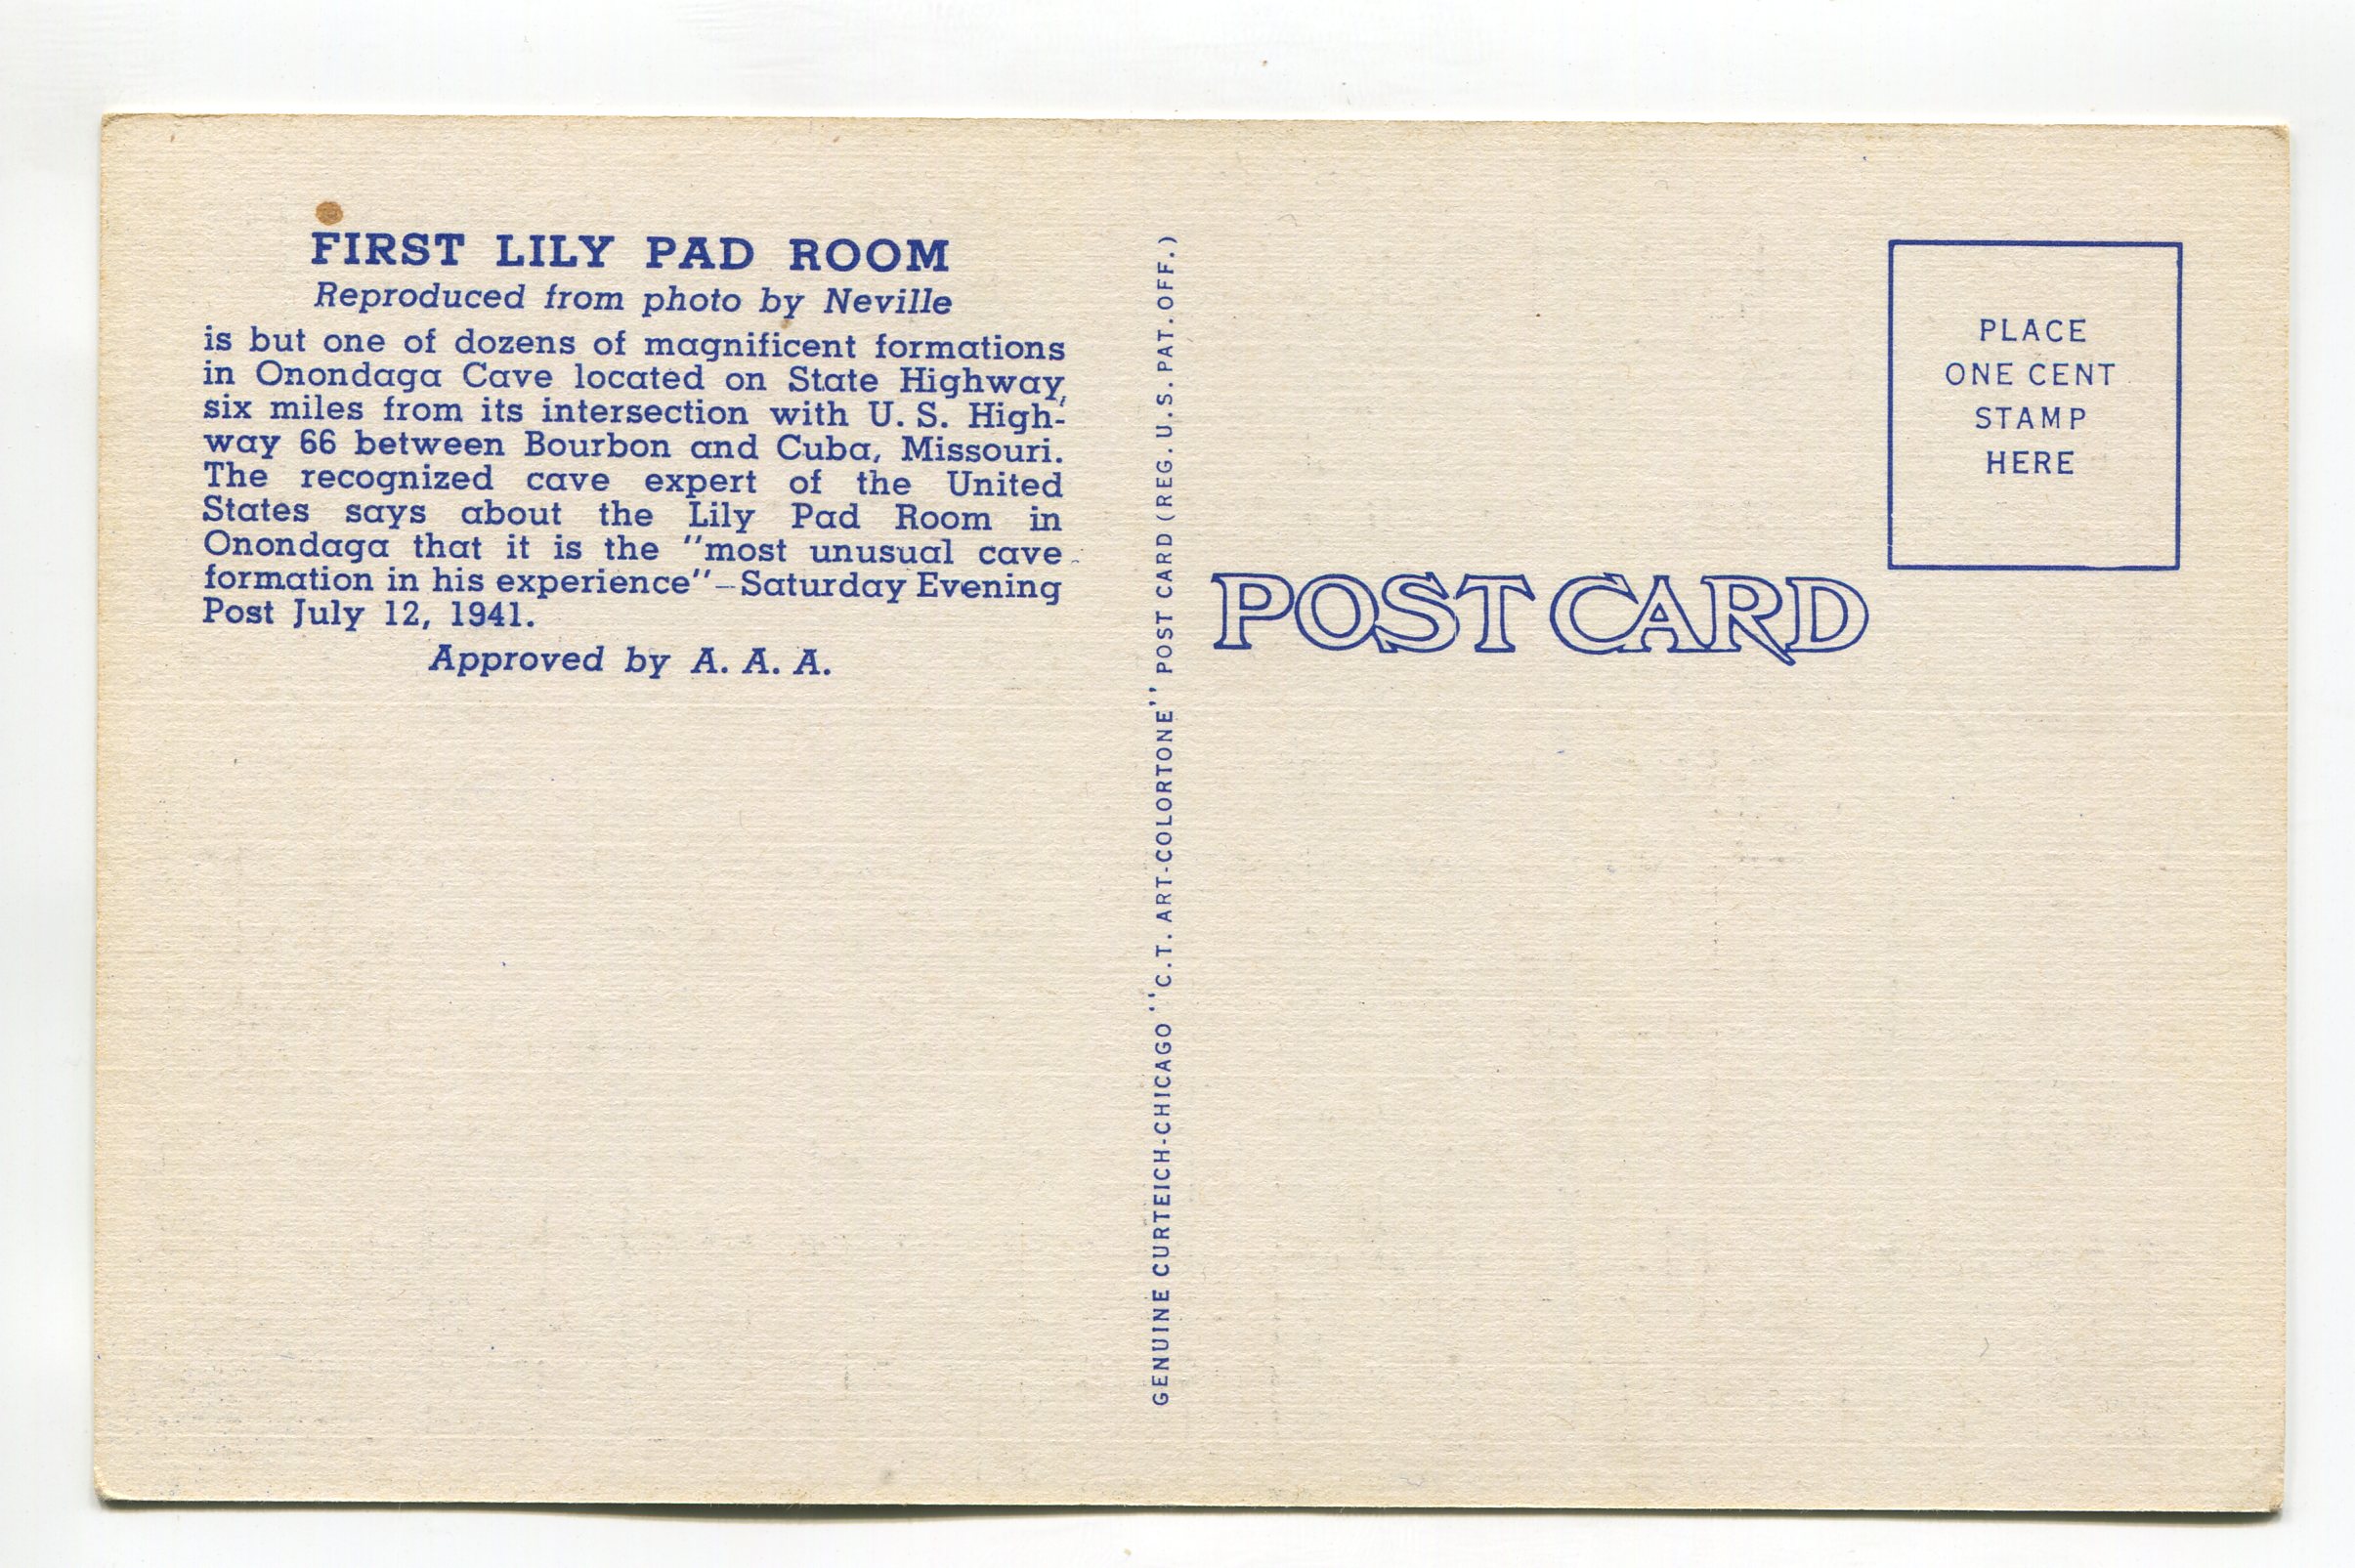 FIRST LILY PAD ROOM
Reproduced from photo by Neville
is but one of dozens of magnificent formations
in Onondaga Cave located on State Highway,
six miles from its intersection with U. S. High-
way 66 between Bourbon and Cuba, Missouri.
The recognized cave expert of the United
States says about the Lily Pad Room in
Onondaga that it is the "most unusual cave
formation in his experience"—Saturday Evening
Post July 12, 1941.
Approved by A. A. A.
GENUINE CURTEICH-CHICAGO "C.T. ART-COLORTONE" POST CARD (REG. U.S. PAT. OFF.)
POST CARD
PLACE
ONE CENT
STAMP
HERE